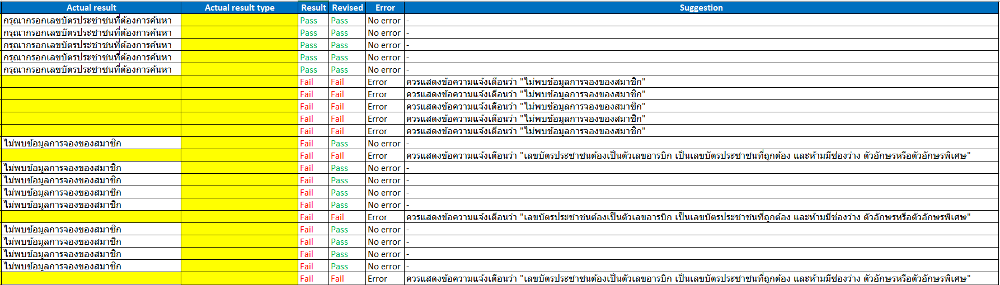 Actual result Actual result type Result Revised Error Suggestion
กรุณากรอกเลขบัตรประชาชนที่ต้องการค้นหา Pass Pass No error -
กรุณากรอกเลขบัตรประชาชนที่ต้องการค้นหา Pass Pass No error -
กรุณากรอกเลขบัตรประชาชนที่ต้องการค้นหา Pass Pass No error -
กรุณากรอกเลขบัตรประชาชนที่ต้องการค้นหา Pass Pass No error -
กรุณากรอกเลขบัตรประชาชนที่ต้องการค้นหา Pass Pass No error -
Fail Fail Error ควรแสดงข้อความแจ้งเตือนว่า "ไม่พบข้อมูลการจองของสมาชิก"
Fail Fail Error ควรแสดงข้อความแจ้งเตือนว่า "ไม่พบข้อมูลการจองของสมาชิก"
Fail Fail Error ควรแสดงข้อความแจ้งเตือนว่า "ไม่พบข้อมูลการจองของสมาชิก"
Fail Fail Error ควรแสดงข้อความแจ้งเตือนว่า "ไม่พบข้อมูลการจองของสมาชิก"
Fail Fail Error ควรแสดงข้อความแจ้งเตือนว่า "ไม่พบข้อมูลการจองของสมาชิก"
ไม่พบข้อมูลการจองของสมาชิก Fail Pass No error -
Fail Fail Error ควรแสดงข้อความแจ้งเตือนว่า "เลขบัตรประชาชนต้องเป็นตัวเลขอารบิก เป็นเลขบัตรประชาชนที่ถูกต้อง และห้ามมีช่องว่าง ตัวอักษรหรือตัวอักษรพิเศษ"
ไม่พบข้อมูลการจองของสมาชิก Fail Pass No error -
ไม่พบข้อมูลการจองของสมาชิก Fail Pass No error -
ไม่พบข้อมูลการจองของสมาชิก Fail Pass No error -
ไม่พบข้อมูลการจองของสมาชิก Fail Pass No error -
Fail Fail Error ควรแสดงข้อความแจ้งเตือนว่า "เลขบัตรประชาชนต้องเป็นตัวเลขอารบิก เป็นเลขบัตรประชาชนที่ถูกต้อง และห้ามมีช่องว่าง ตัวอักษรหรือตัวอักษรพิเศษ"
ไม่พบข้อมูลการจองของสมาชิก Fail Pass No error -
ไม่พบข้อมูลการจองของสมาชิก Fail Pass No error -
ไม่พบข้อมูลการจองของสมาชิก Fail Pass No error -
ไม่พบข้อมูลการจองของสมาชิก Fail Pass No error -
Fail Fail Error ควรแสดงข้อความแจ้งเตือนว่า "เลขบัตรประชาชนต้องเป็นตัวเลขอารบิก เป็นเลขบัตรประชาชนที่ถูกต้อง และห้ามมีช่องว่าง ตัวอักษรหรือตัวอักษรพิเศษ"